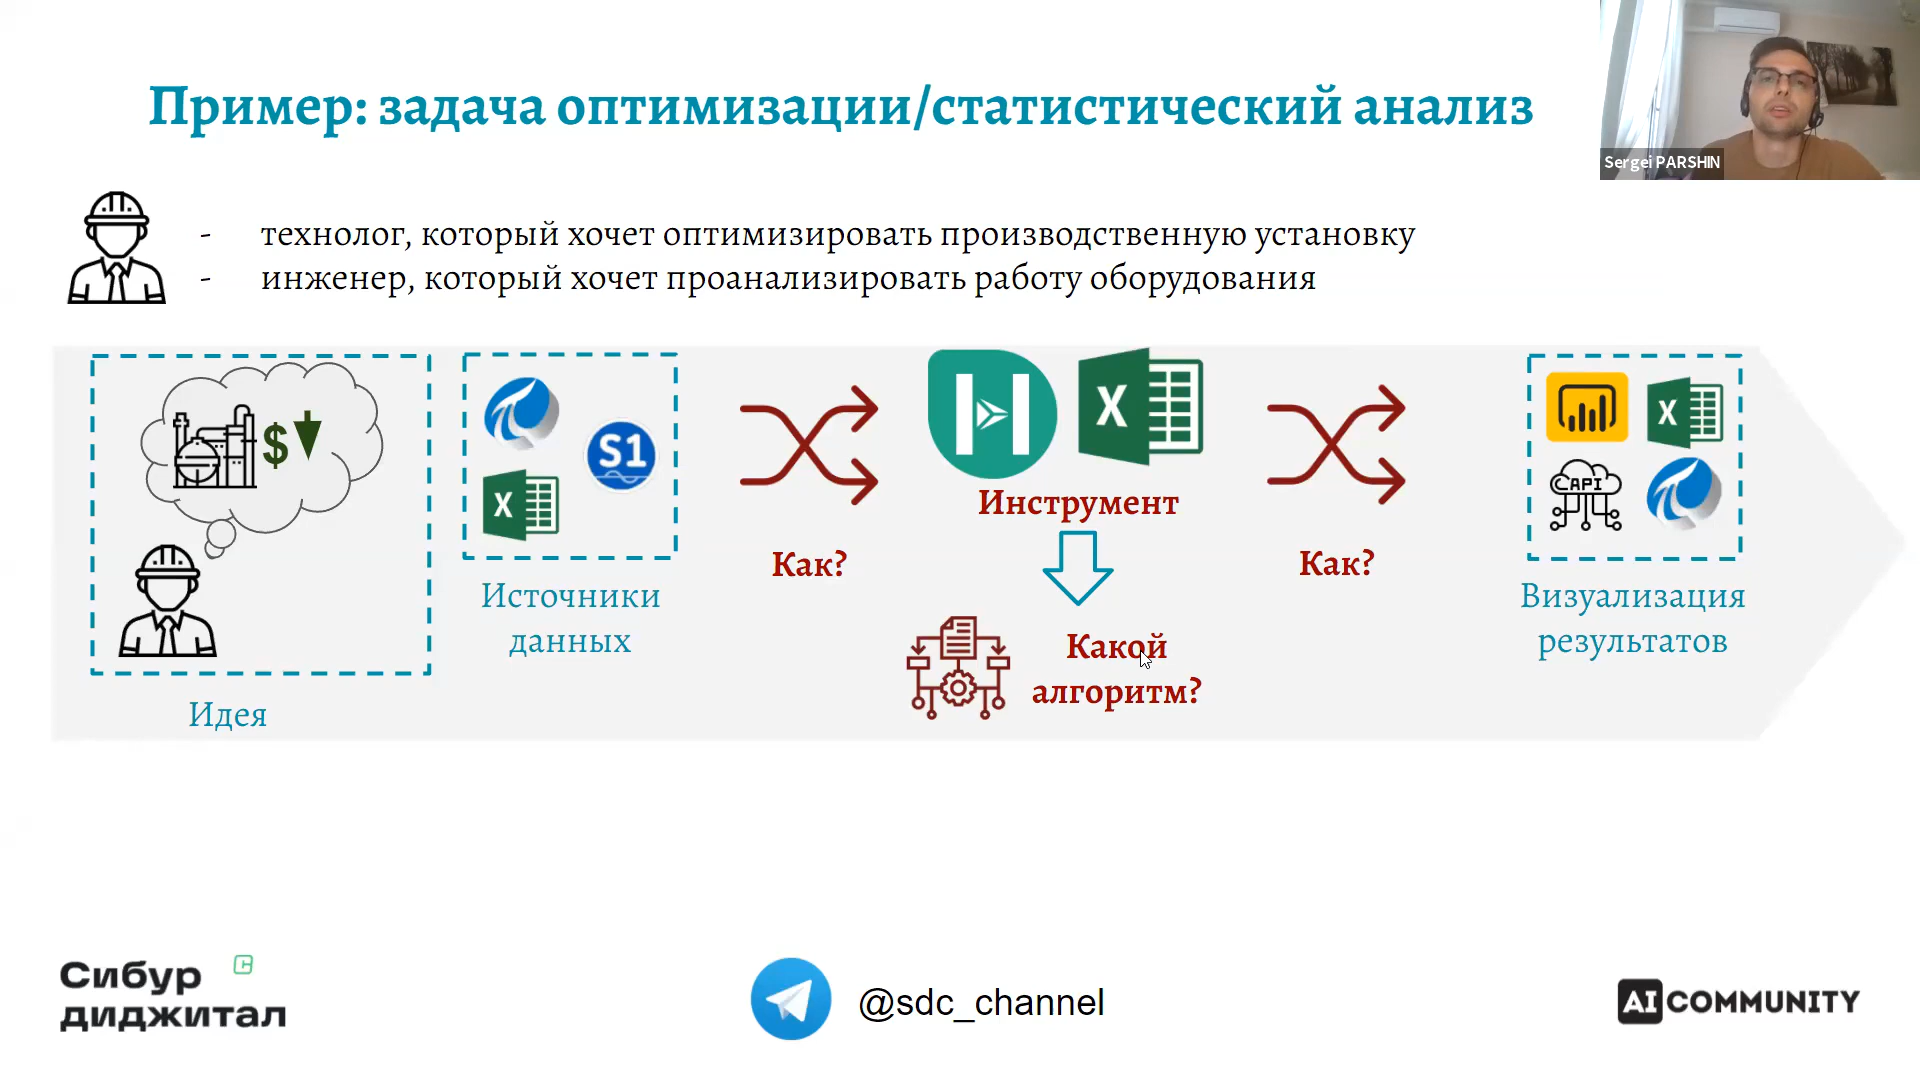 Пример: задача оптимизации/статистический анализ
Sergei PARSHIN
- технолог, который хочет оптимизировать производственную установку
- инженер, который хочет проанализировать работу оборудования
$
S1
X
H
X
X
API
Инструмент
Как?
Как?
Источники
данных
Визуализация
результатов
Какой
алгоритм?
Идея
Сибур
диджитал
@sdc_channel
AI COMMUNITY